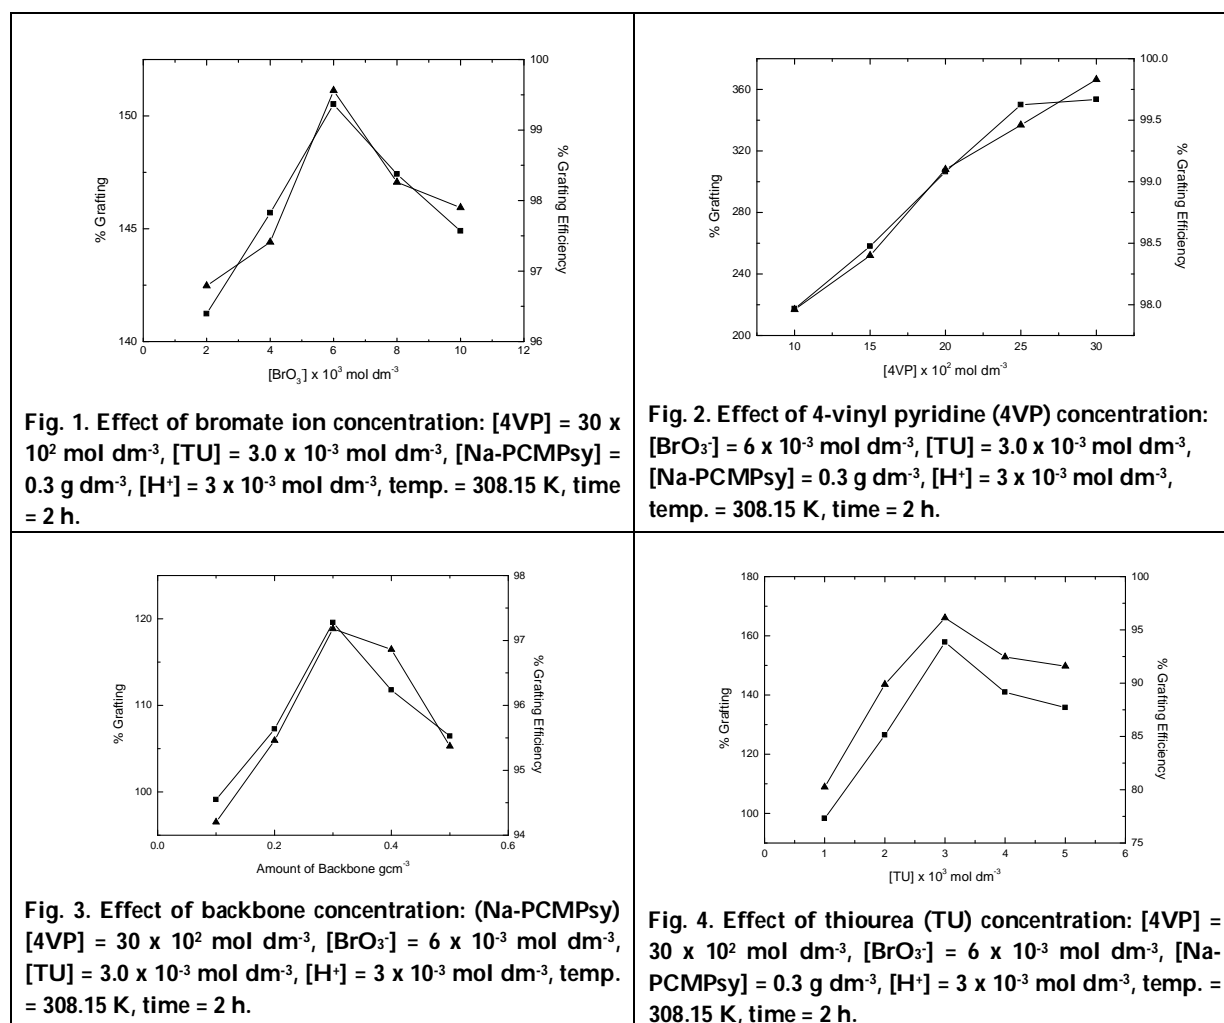 100
150
99
% Grafting
98
% Grafting Efficiency
145
97
140
96
0 2 4 6 8 10 12
[BrO3] x 10³ mol dm-3
Fig. 1. Effect of bromate ion concentration: [4VP] = 30 x
10² mol dm-³, [TU] = 3.0 x 10-³ mol dm-³, [Na-PCMPsy] =
0.3 g dm-³, [H+] = 3 x 10-³ mol dm-³, temp. = 308.15 K, time
= 2 h.
100.0
360
99.5
320
% Grafting
280
99.0
% Grafting Efficiency
98.5
240
98.0
200
10 15 20 25 30
[4VP] x 10² mol dm-3
Fig. 2. Effect of 4-vinyl pyridine (4VP) concentration:
[BrO3-] = 6 x 10-³ mol dm-³, [TU] = 3.0 x 10-³ mol dm-³,
[Na-PCMPsy] = 0.3 g dm-³, [H+] = 3 x 10-³ mol dm-³,
temp. = 308.15 K, time = 2 h.
98
120
97
% Grafting
110
96
% Grafting Efficiency
95
100
94
0.0 0.2 0.4 0.6
Amount of Backbone gcm-3
Fig. 3. Effect of backbone concentration: (Na-PCMPsy)
[4VP] = 30 x 10² mol dm-³, [BrO3-] = 6 x 10-³ mol dm-³,
[TU] = 3.0 x 10-³ mol dm-³, [H+] = 3 x 10-³ mol dm-³, temp.
= 308.15 K, time = 2 h.
180
100
160
95
% Grafting
140
90
% Grafting Efficiency
85
120
80
100
75
0 1 2 3 4 5 6
[TU] x 10³ mol dm-3
Fig. 4. Effect of thiourea (TU) concentration: [4VP] =
30 x 10² mol dm-³, [BrO3-] = 6 x 10-³ mol dm-³, [Na-
PCMPsy] = 0.3 g dm-³, [H+] = 3 x 10-³ mol dm-³, temp. =
308.15 K, time = 2 h.